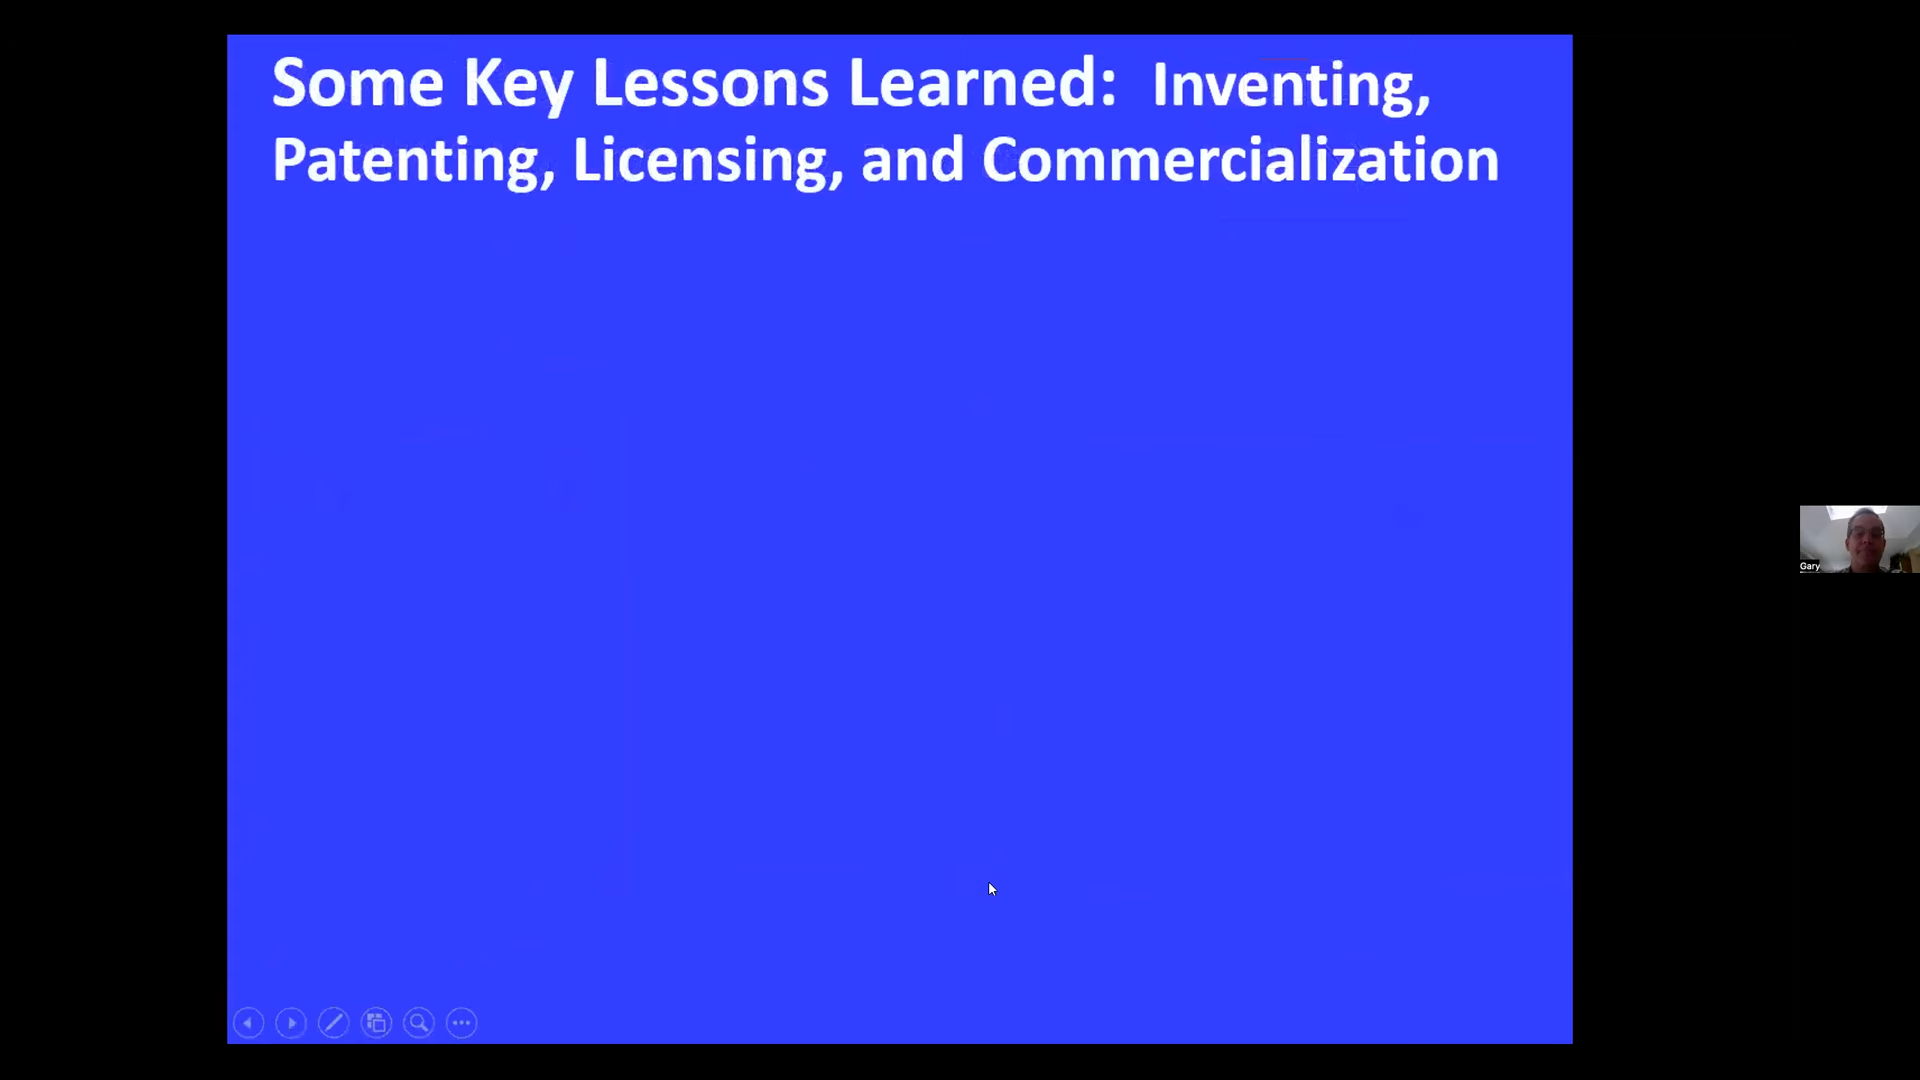 Some Key Lessons Learned: Inventing,
Patenting, Licensing, and Commercialization
Gary